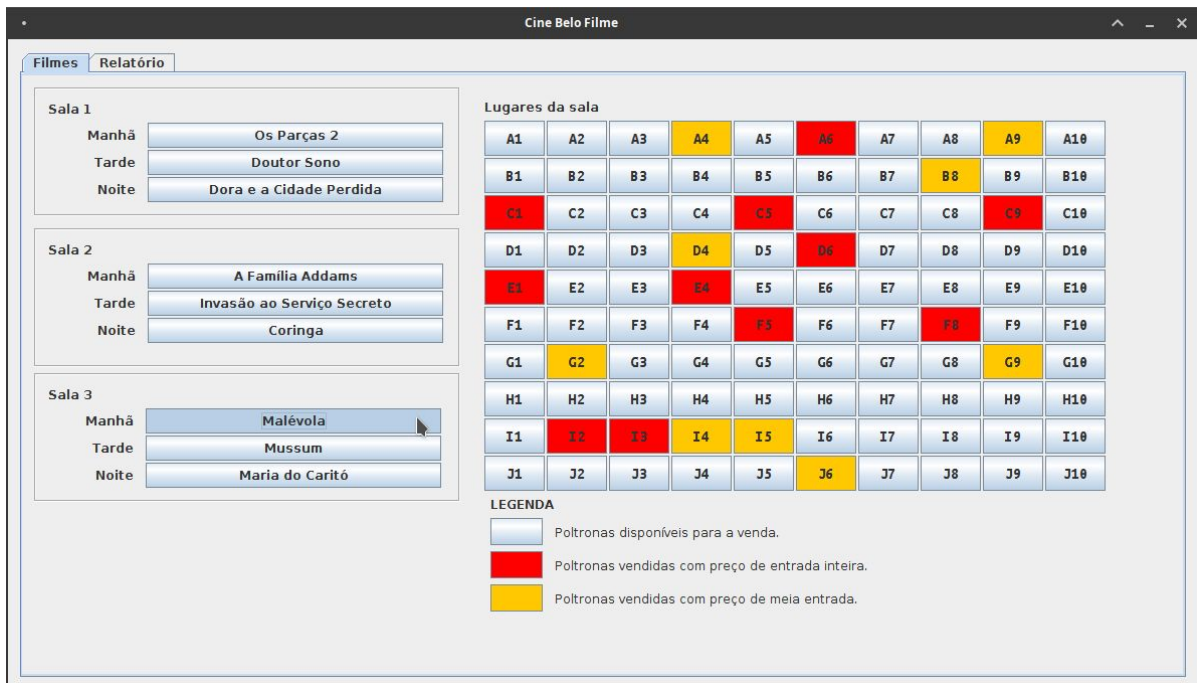 Cine Belo Filme
Filmes Relatório
Sala 1
Manhã Os Parças 2
Tarde Doutor Sono
Noite Dora e a Cidade Perdida
Sala 2
Manhã A Família Addams
Tarde Invasão ao Serviço Secreto
Noite Coringa
Sala 3
Manhã Malévola
Tarde Mussum
Noite Maria do Caritó
Lugares da sala
A1 A2 A3 A4 A5 A6 A7 A8 A9 A10
B1 B2 B3 B4 B5 B6 B7 B8 B9 B10
C1 C2 C3 C4 C5 C6 C7 C8 C9 C10
D1 D2 D3 D4 D5 D6 D7 D8 D9 D10
E1 E2 E3 E4 E5 E6 E7 E8 E9 E10
F1 F2 F3 F4 F5 F6 F7 F8 F9 F10
G1 G2 G3 G4 G5 G6 G7 G8 G9 G10
H1 H2 H3 H4 H5 H6 H7 H8 H9 H10
I1 I2 I3 I4 I5 I6 I7 I8 I9 I10
J1 J2 J3 J4 J5 J6 J7 J8 J9 J10
LEGENDA
Poltronas disponíveis para a venda.
Poltronas vendidas com preço de entrada inteira.
Poltronas vendidas com preço de meia entrada.